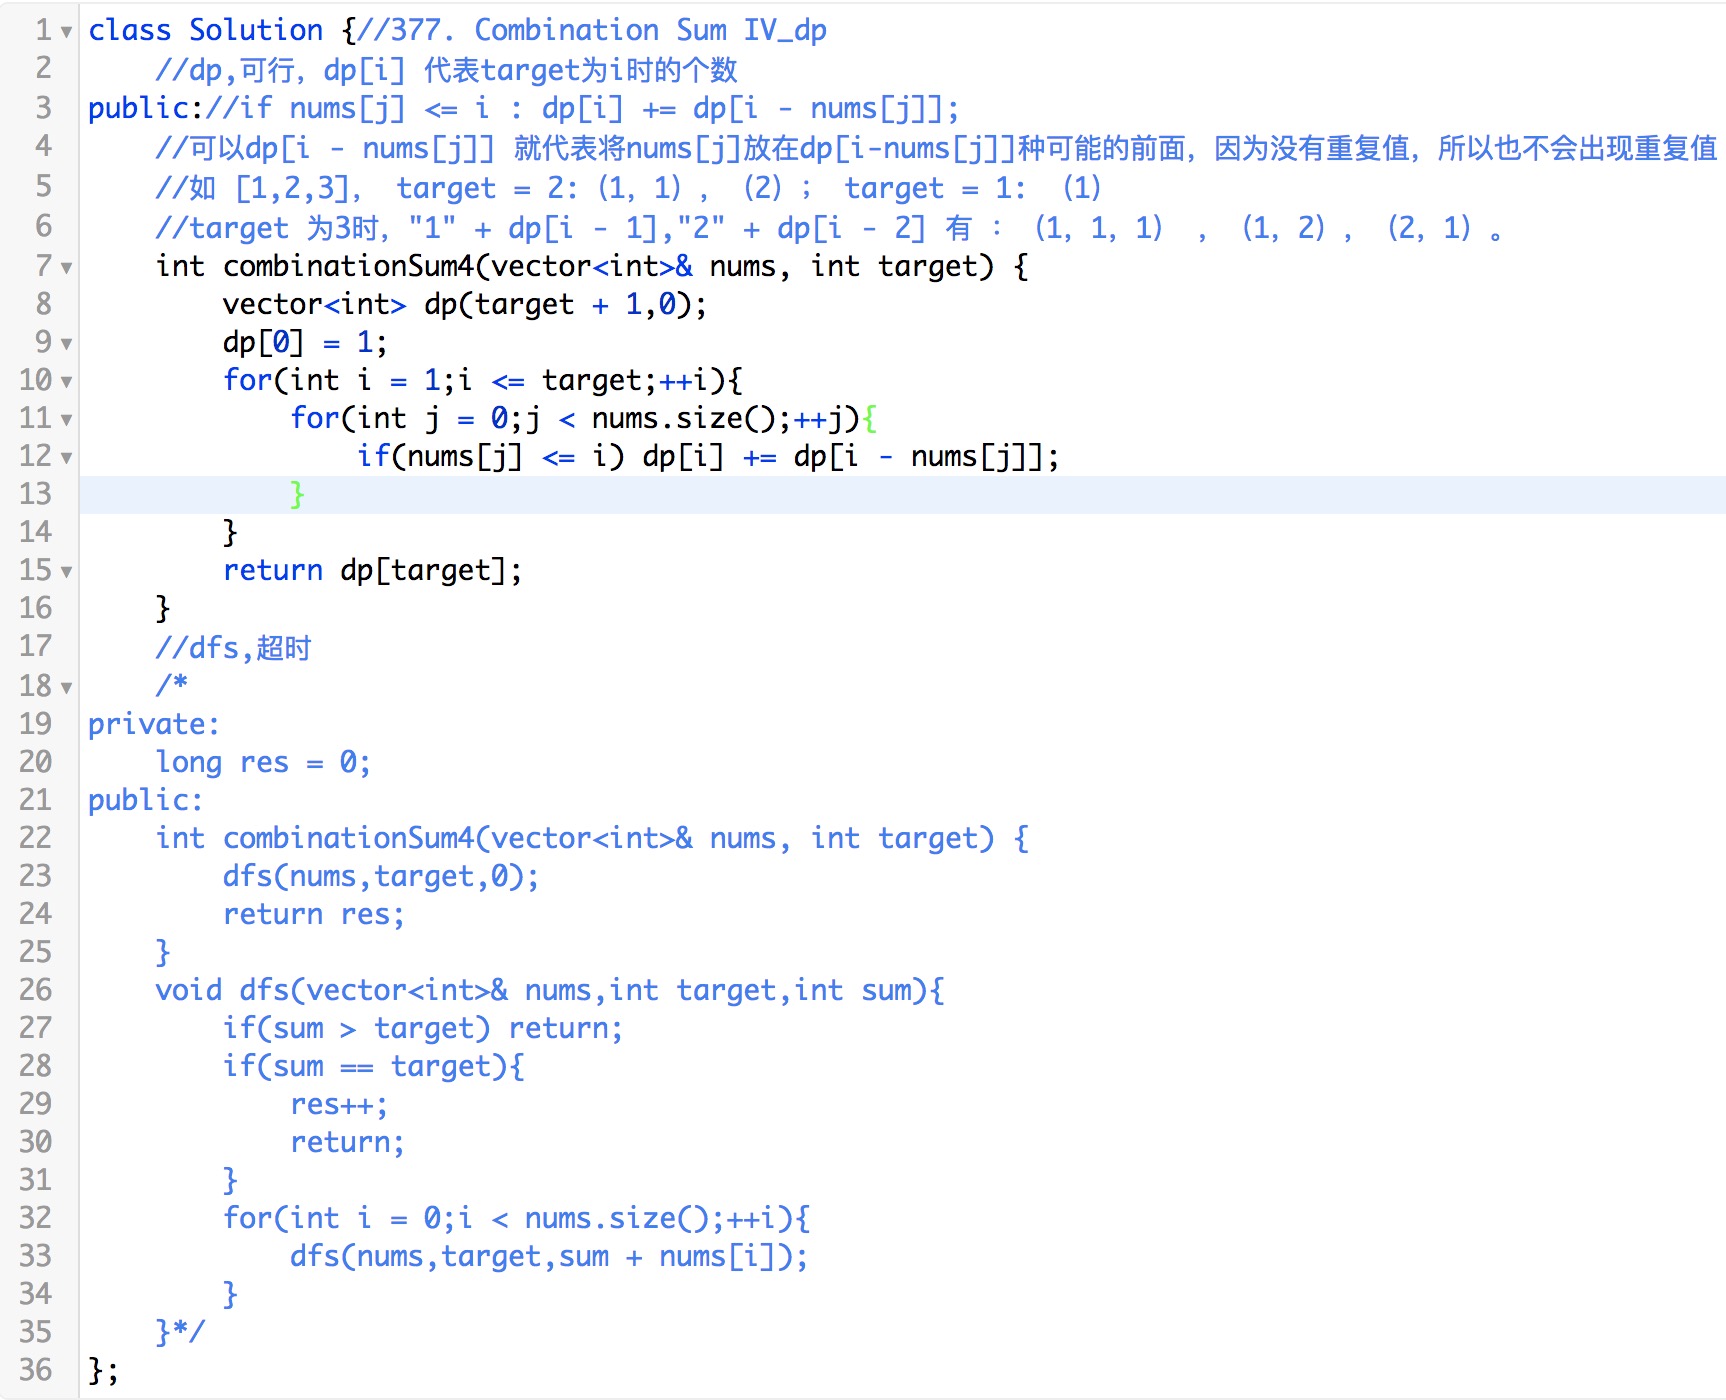 1 class Solution {//377. Combination Sum IV_dp
2     //dp,可行，dp[i] 代表target为i时的个数
3 public://if nums[j] <= i : dp[i] += dp[i - nums[j]];
4     //可以dp[i - nums[j]] 就代表将nums[j]放在dp[i-nums[j]]种可能的前面，因为没有重复值，所以也不会出现重复值
5     //如 [1,2,3]， target = 2:（1，1）,（2）; target = 1: （1）
6     //target 为3时，"1" + dp[i - 1],"2" + dp[i - 2] 有 :（1，1，1） ,（1，2）,（2，1）。
7     int combinationSum4(vector<int>& nums, int target) {
8         vector<int> dp(target + 1,0);
9         dp[0] = 1;
10         for(int i = 1;i <= target;++i){
11             for(int j = 0;j < nums.size();++j){
12                 if(nums[j] <= i) dp[i] += dp[i - nums[j]];
13             }
14         }
15         return dp[target];
16     }
17     //dfs,超时
18     /*
19 private:
20     long res = 0;
21 public:
22     int combinationSum4(vector<int>& nums, int target) {
23         dfs(nums,target,0);
24         return res;
25     }
26     void dfs(vector<int>& nums,int target,int sum){
27         if(sum > target) return;
28         if(sum == target){
29             res++;
30             return;
31         }
32         for(int i = 0;i < nums.size();++i){
33             dfs(nums,target,sum + nums[i]);
34         }
35     }*/
36 };